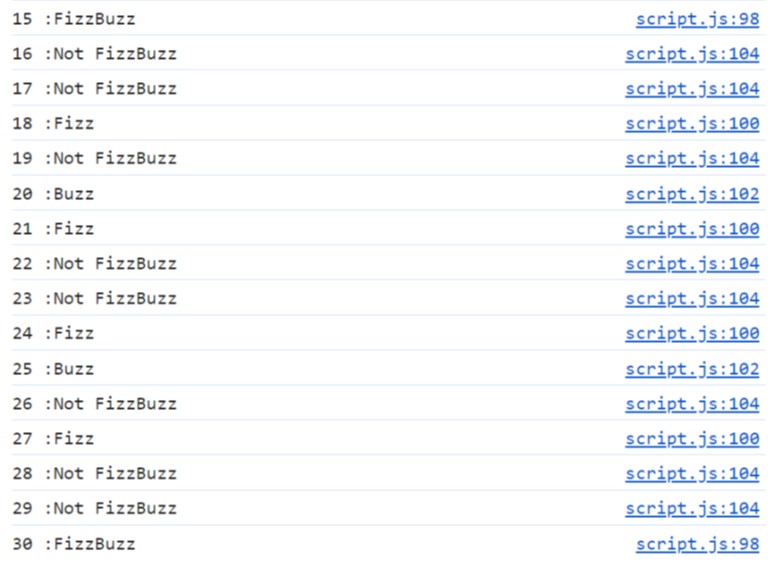 15 :FizzBuzz script.js:98
16 :Not FizzBuzz script.js:104
17 :Not FizzBuzz script.js:104
18 :Fizz script.js:100
19 :Not FizzBuzz script.js:104
20 :Buzz script.js:102
21 :Fizz script.js:100
22 :Not FizzBuzz script.js:104
23 :Not FizzBuzz script.js:104
24 :Fizz script.js:100
25 :Buzz script.js:102
26 :Not FizzBuzz script.js:104
27 :Fizz script.js:100
28 :Not FizzBuzz script.js:104
29 :Not FizzBuzz script.js:104
30 :FizzBuzz script.js:98